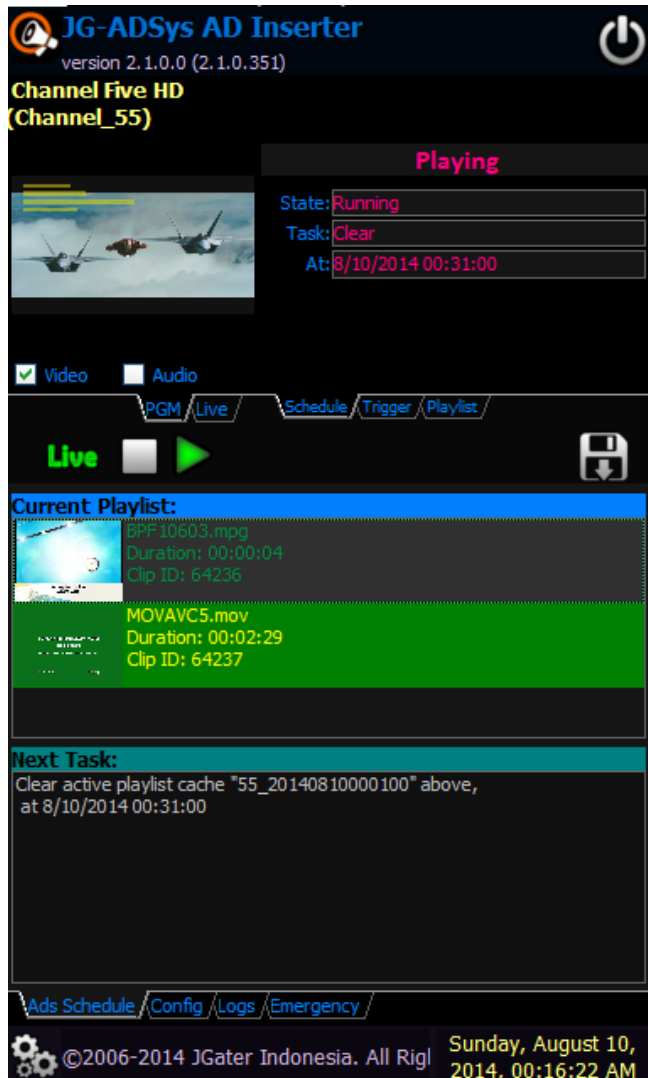 JG-ADSys AD Inserter
version 2.1.0.0 (2.1.0.351)
Channel Five HD
(Channel_55)
Playing
State: Running
Task: Clear
At: 8/10/2014 00:31:00
Video Audio
PGM Live Schedule Trigger Playlist
Live
Current Playlist:
BPF10603.mpg
Duration: 00:00:04
Clip ID: 64236
MOVAVC5.mov
Duration: 00:02:29
Clip ID: 64237
Next Task:
Clear active playlist cache "55_20140810000100" above,
at 8/10/2014 00:31:00
Ads Schedule Config Logs Emergency
©2006-2014 JGater Indonesia. All Rigl
Sunday, August 10,
2014, 00:16:22 AM